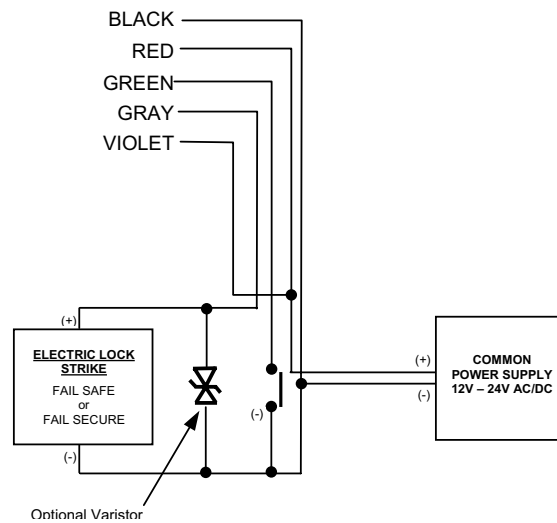 BLACK
RED
GREEN
GRAY
VIOLET
(+)
ELECTRIC LOCK
STRIKE
FAIL SAFE
or
FAIL SECURE
(-)
(-)
(+)
(-)
COMMON
POWER SUPPLY
12V – 24V AC/DC
Optional Varistor